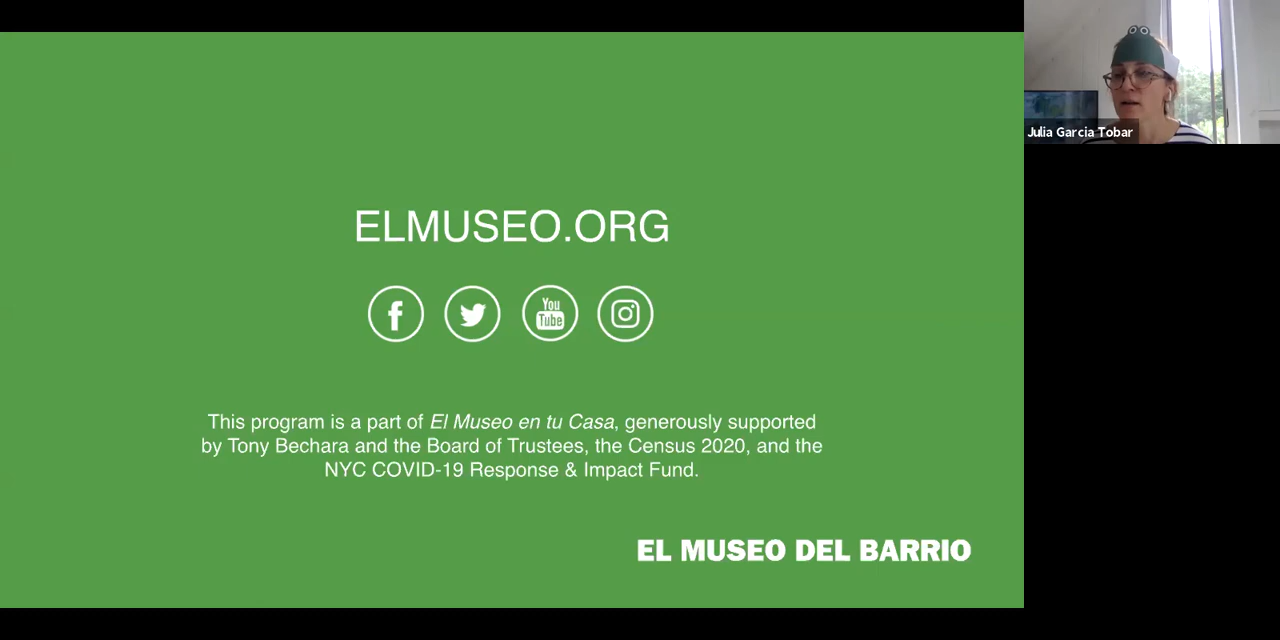 ELMUSEO.ORG
You
Tube
This program is a part of El Museo en tu Casa, generously supported
by Tony Bechara and the Board of Trustees, the Census 2020, and the
NYC COVID-19 Response & Impact Fund.
EL MUSEO DEL BARRIO
Julia Garcia Tobar